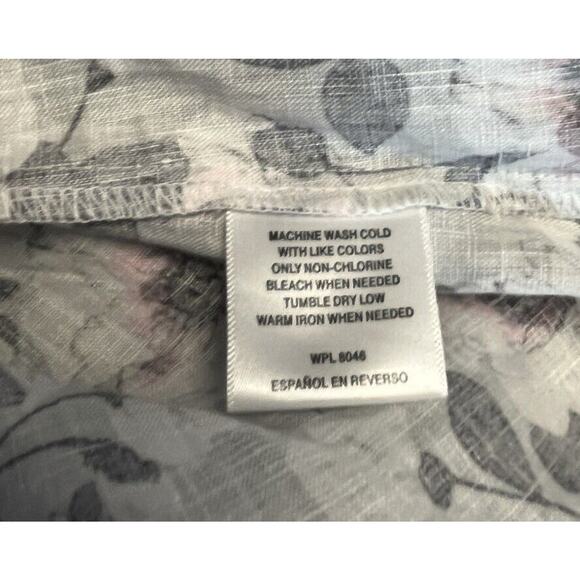 MACHINE WASH COLD
WITH LIKE COLORS
ONLY NON-CHLORINE
BLEACH WHEN NEEDED
TUMBLE DRY LOW
WARM IRON WHEN NEEDED
WPL 8046
ESPAÑOL EN REVERSO